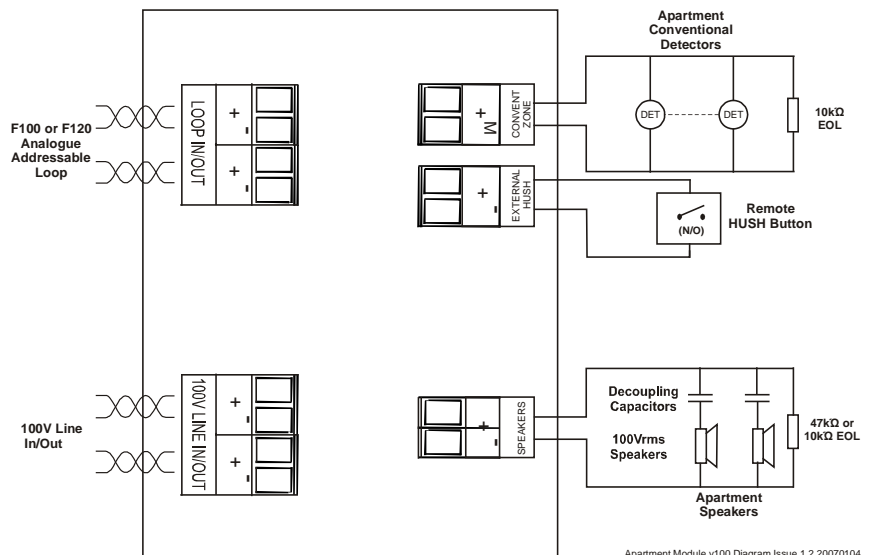 Apartment
Conventional
Detectors
F100 or F120
Analogue
Addressable
Loop
LOOP IN/OUT
+
-
+
-
CONVENT
ZONE
+
M
DET
DET
10kΩ
EOL
EXTERNAL
HUSH
+
-
(N/O)
Remote
HUSH Button
100V Line
In/Out
100V LINE IN/OUT
+
-
+
-
SPEAKERS
+
-
Decoupling
Capacitors
100Vrms
Speakers
47kΩ or
10kΩ EOL
Apartment
Speakers
Apartment Module v100 Diagram Issue 1.2 20070104